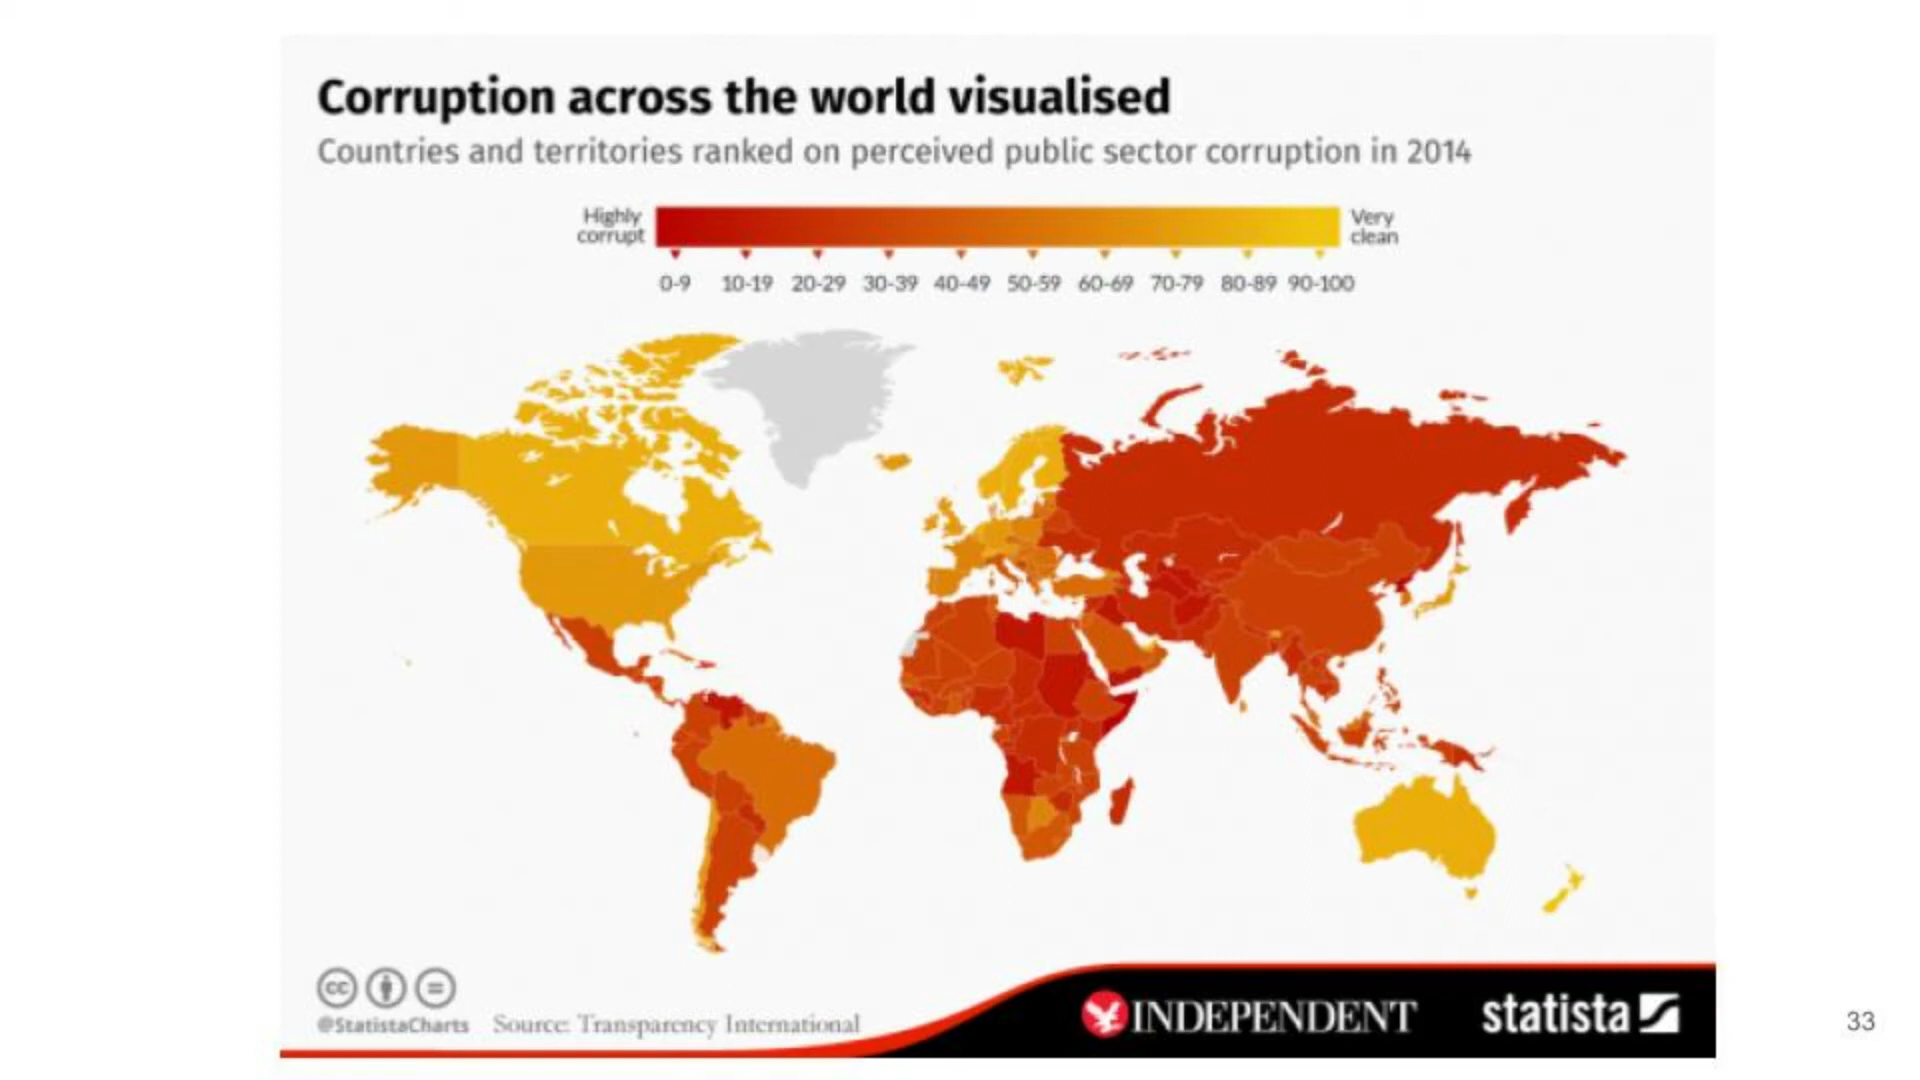 Corruption across the world visualised
Countries and territories ranked on perceived public sector corruption in 2014
Highly
corrupt
Very
clean
0-9 10-19 20-29 30-39 40-49 50-59 60-69 70-79 80-89 90-100
cc
@StatistaCharts Source: Transparency International
INDEPENDENT
statista
33